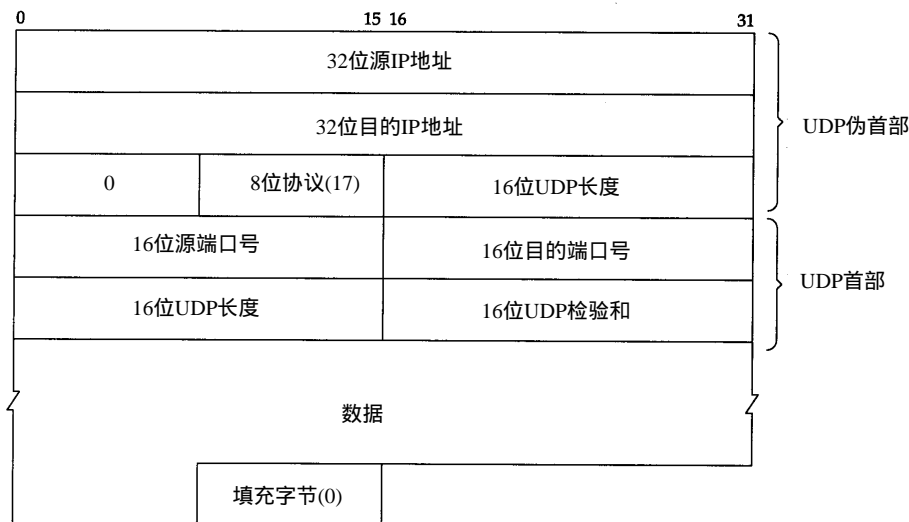 0 15 16 31
32位源IP地址
32位目的IP地址
UDP伪首部
0 8位协议(17) 16位UDP长度
16位源端口号 16位目的端口号
UDP首部
16位UDP长度 16位UDP检验和
数据
填充字节(0)